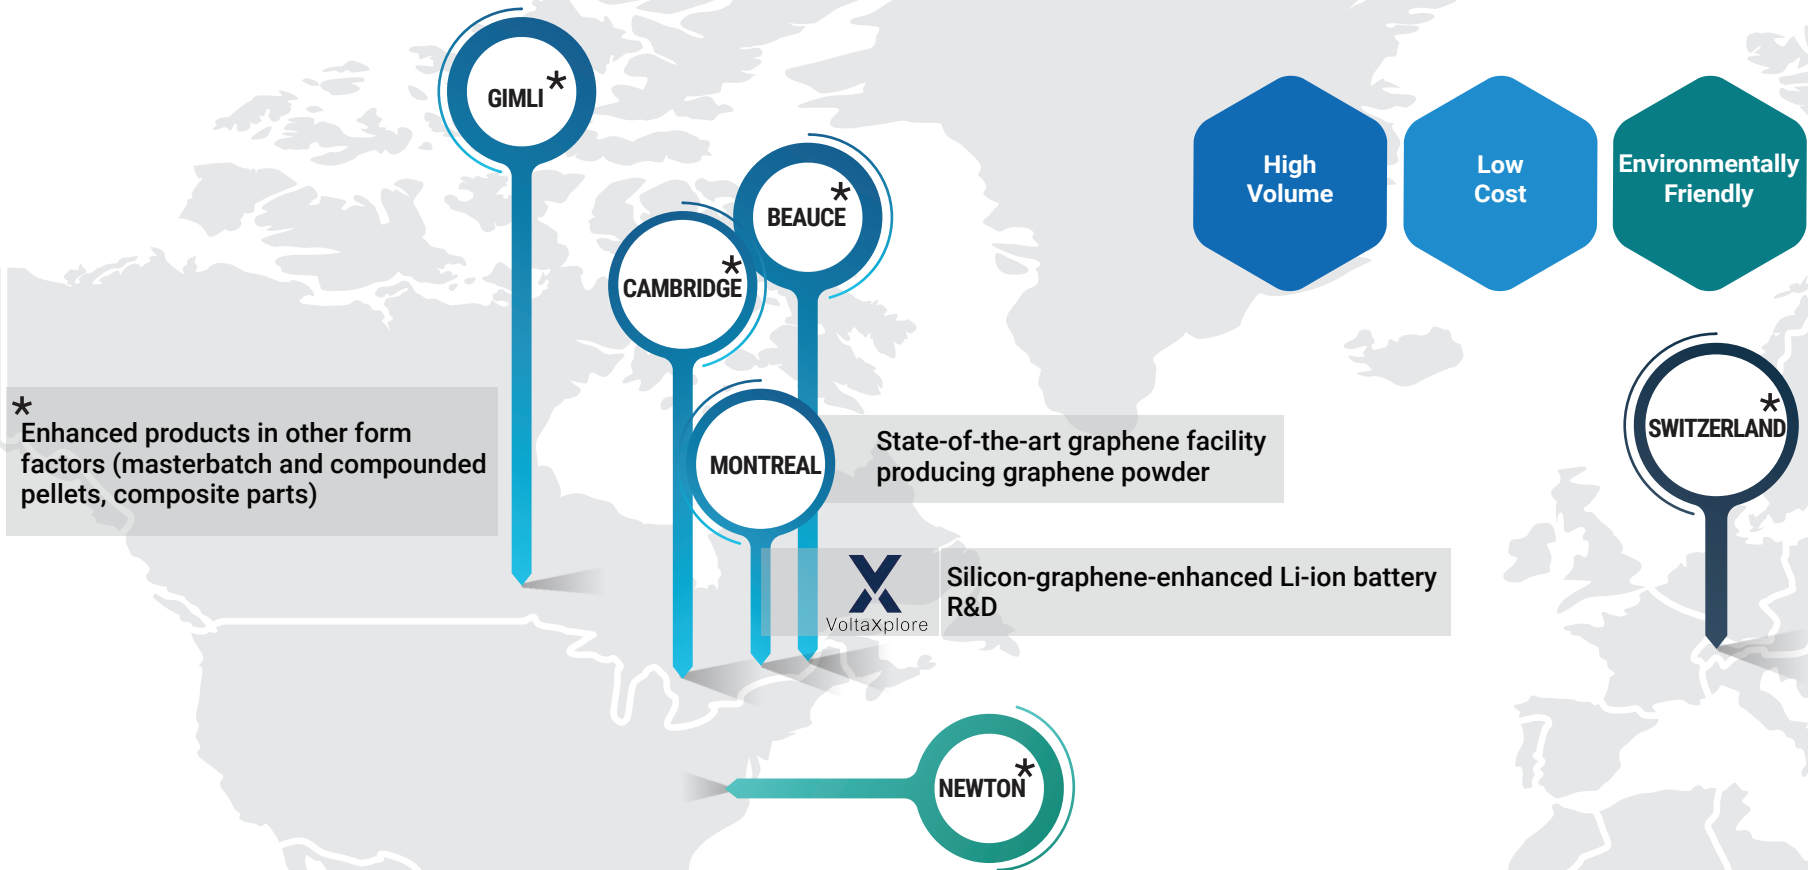 GIMLI *
BEAUCE *
CAMBRIDGE *
MONTREAL
High
Volume
Low
Cost
Environmentally
Friendly
SWITZERLAND *
*
Enhanced products in other form
factors (masterbatch and compounded
pellets, composite parts)
State-of-the-art graphene facility
producing graphene powder
VoltaXplore
Silicon-graphene-enhanced Li-ion battery
R&D
NEWTON *